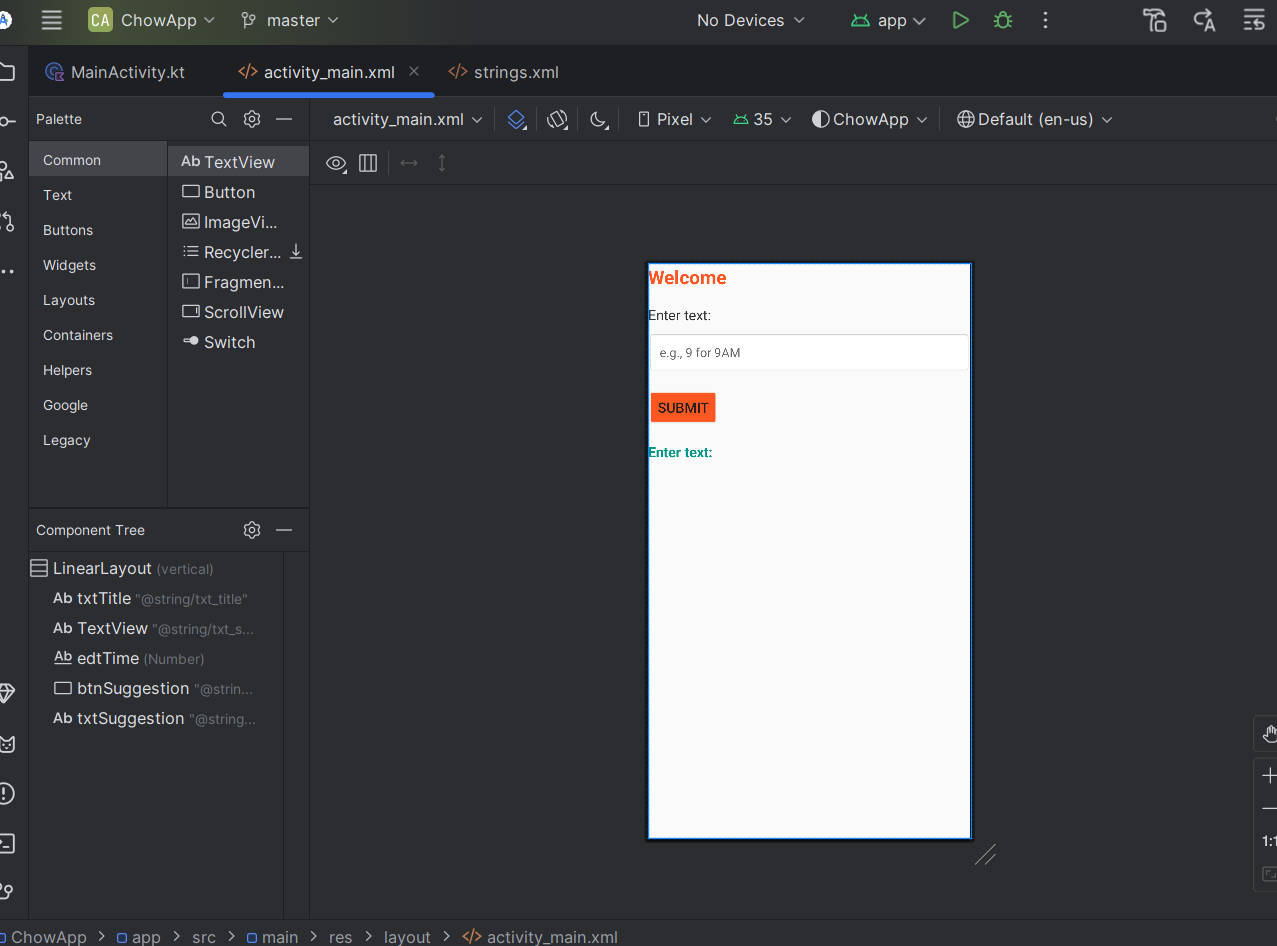 CA ChowApp master No Devices app
MainActivity.kt activity_main.xml strings.xml
Palette
activity_main.xml Pixel 35 ChowApp Default (en-us)
Common
Text
Buttons
Widgets
Layouts
Containers
Helpers
Google
Legacy
Ab TextView
Button
ImageVi...
Recycler...
Fragmen...
ScrollView
Switch
Welcome
Enter text:
e.g., 9 for 9AM
SUBMIT
Enter text:
Component Tree
LinearLayout (vertical)
Ab txtTitle "@string/txt_title"
Ab TextView "@string/txt_s...
Ab edtTime (Number)
btnSuggestion "@strin...
Ab txtSuggestion "@string...
1:1
ChowApp > app > src > main > res > layout > activity_main.xml